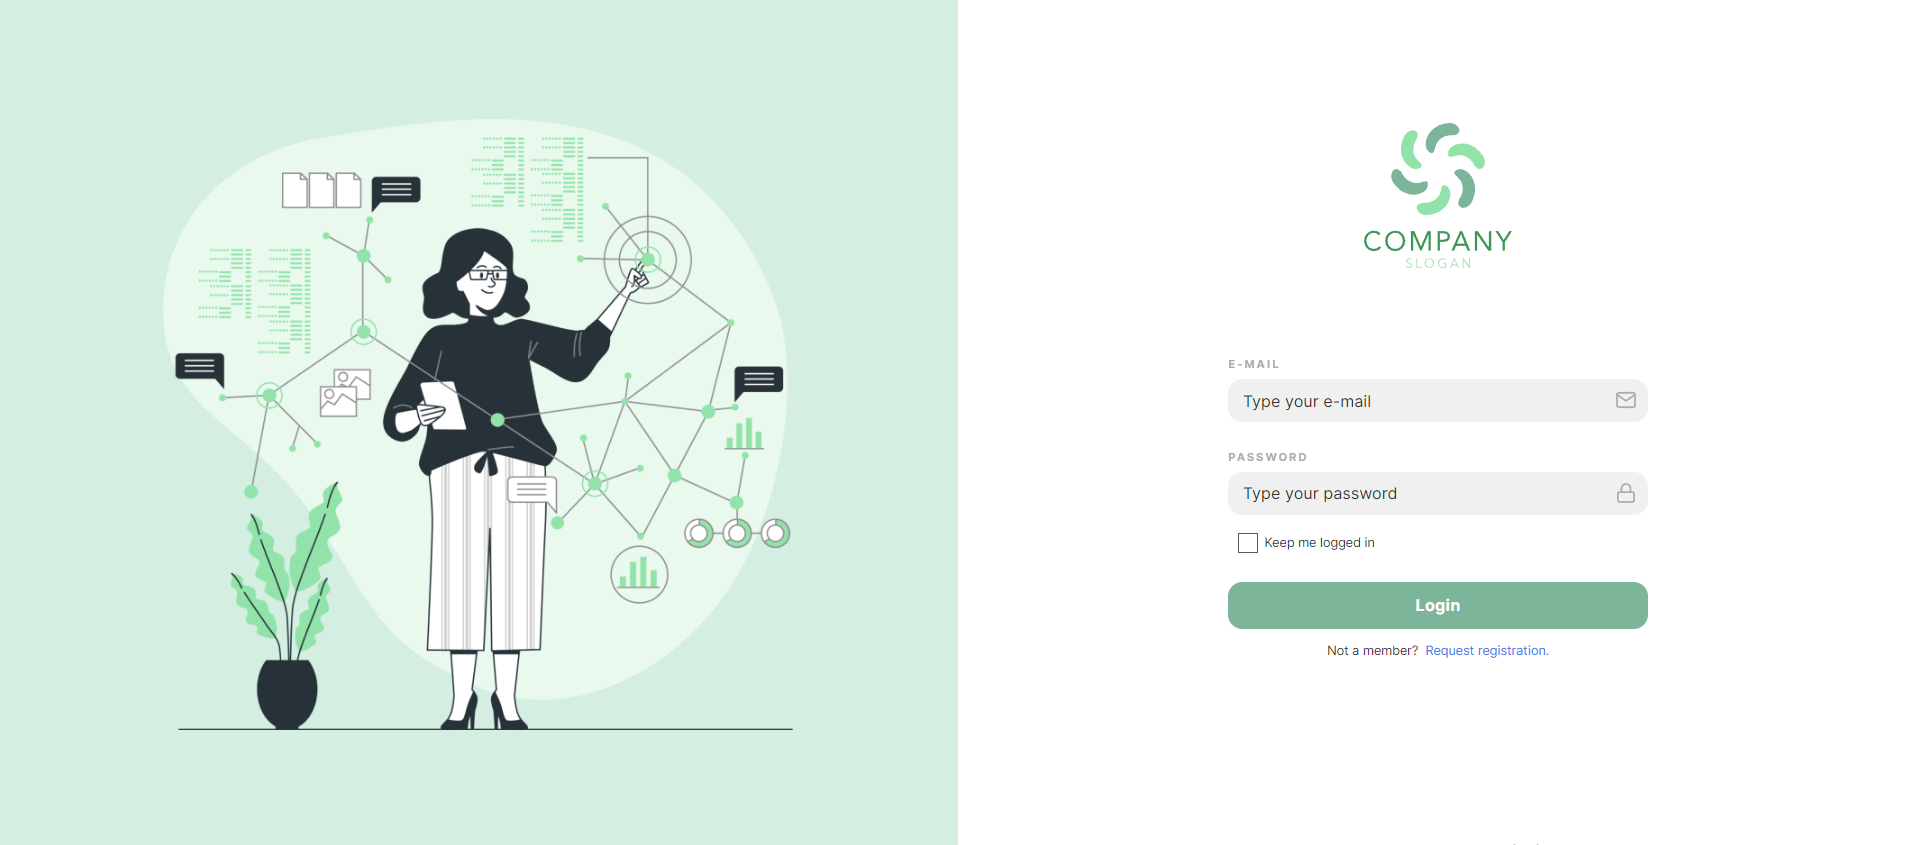 COMPANY
SLOGAN
E-MAIL
Type your e-mail
PASSWORD
Type your password
Keep me logged in
Login
Not a member? Request registration.